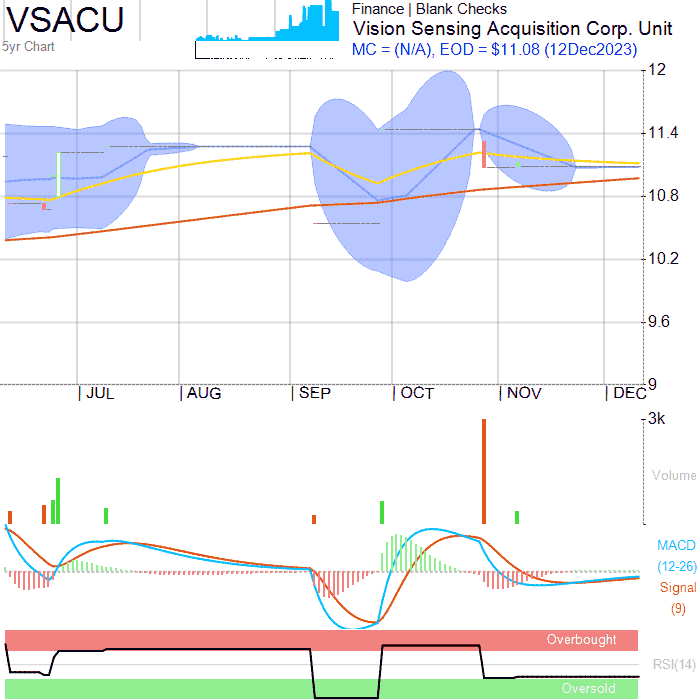 VSACU
5yr Chart
Finance | Blank Checks
Vision Sensing Acquisition Corp. Unit
MC = (N/A), EOD = $11.08 (12Dec2023)
12
11.4
10.8
10.2
9.6
9
| JUL | AUG | SEP | OCT | NOV | DEC
3k
Volume
MACD
(12-26)
Signal
(9)
Overbought
RSI(14)
Oversold